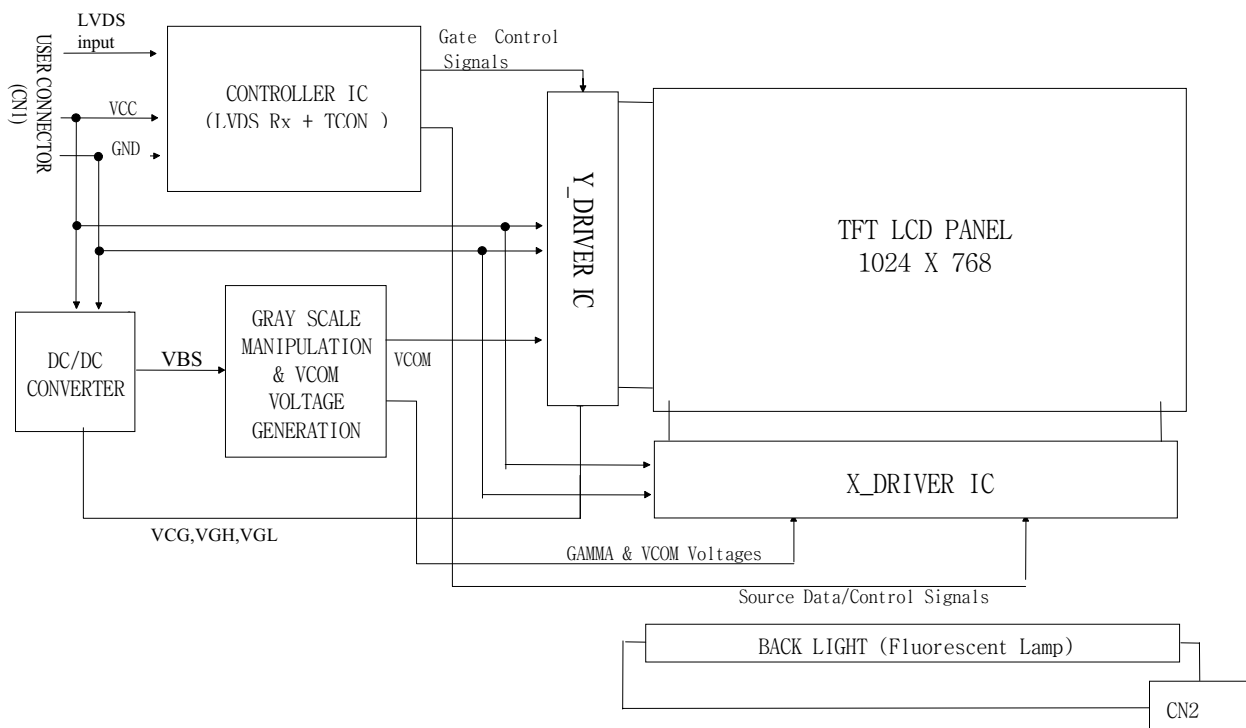 LVDS
input
USER CONNECTOR
(CN1)
VCC
GND
CONTROLLER IC
(LVDS Rx + TCON )
Gate Control
Signals
Y_DRIVER IC
TFT LCD PANEL
1024 X 768
DC/DC
CONVERTER
VBS
GRAY SCALE
MANIPULATION
& VCOM
VOLTAGE
GENERATION
VCOM
X_DRIVER IC
VCG,VGH,VGL
GAMMA & VCOM Voltages
Source Data/Control Signals
BACK LIGHT (Fluorescent Lamp)
CN2